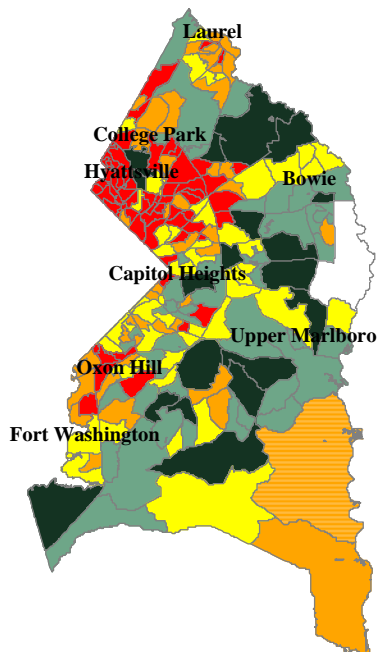 Laurel
College Park
Hyattsville
Bowie
Capitol Heights
Upper Marlboro
Oxon Hill
Fort Washington